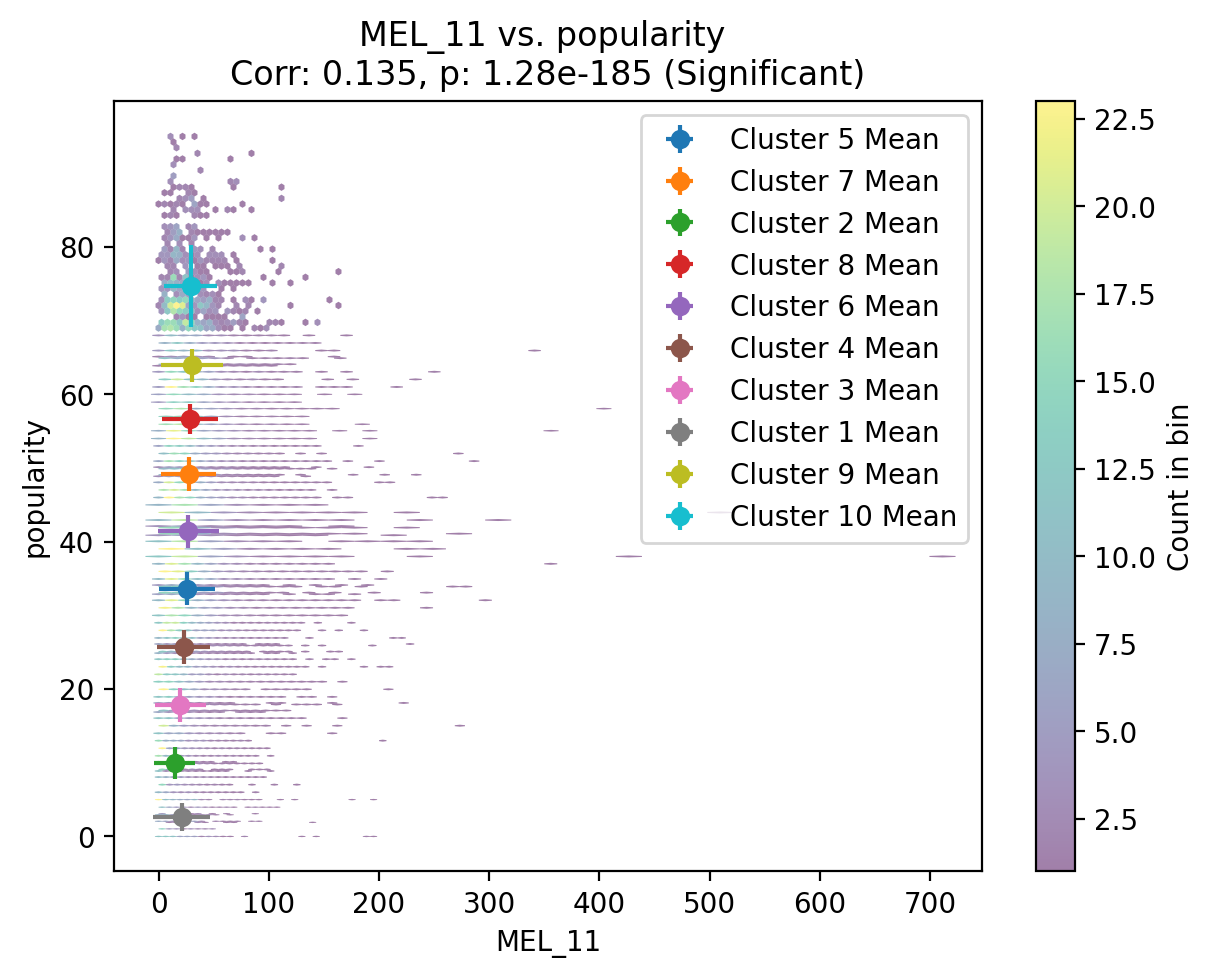 MEL_11 vs. popularity
Corr: 0.135, p: 1.28e-185 (Significant)
Cluster 5 Mean
Cluster 7 Mean
Cluster 2 Mean
Cluster 8 Mean
Cluster 6 Mean
Cluster 4 Mean
Cluster 3 Mean
Cluster 1 Mean
Cluster 9 Mean
Cluster 10 Mean
popularity
80
60
40
20
0
0 100 200 300 400 500 600 700
MEL_11
22.5
20.0
17.5
15.0
12.5
10.0
7.5
5.0
2.5
Count in bin